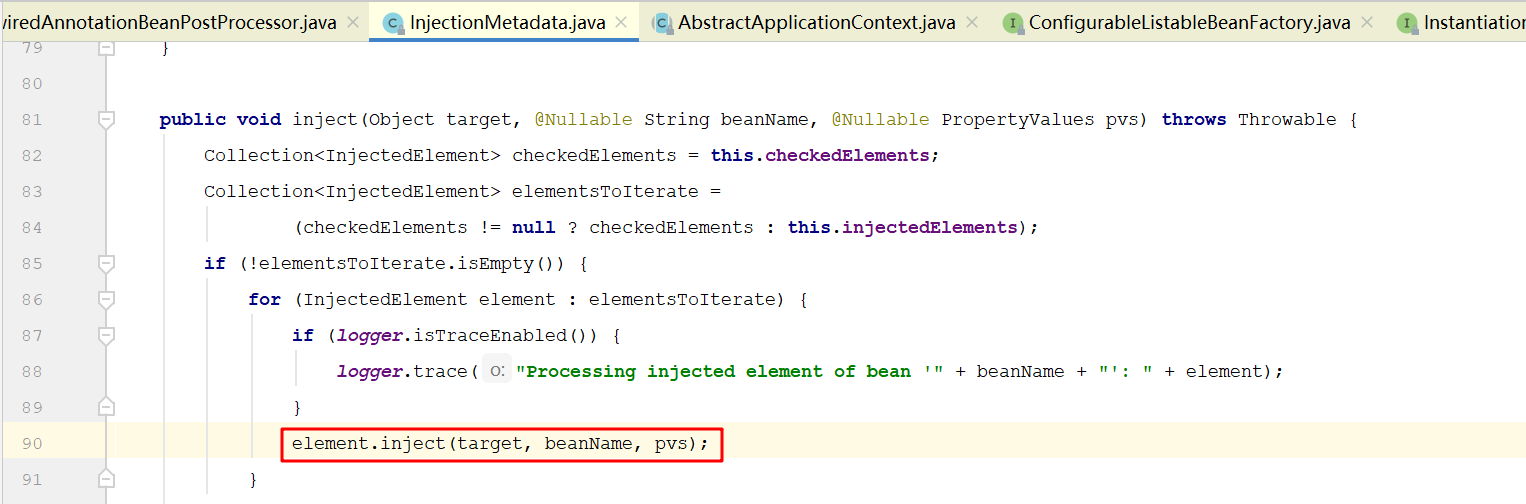 wiredAnnotationBeanPostProcessor.java × C InjectionMetadata.java × C AbstractApplicationContext.java × I ConfigurableListableBeanFactory.java × I Instantiation
79 }
80
81 public void inject(Object target, @Nullable String beanName, @Nullable PropertyValues pvs) throws Throwable {
82 Collection<InjectedElement> checkedElements = this.checkedElements;
83 Collection<InjectedElement> elementsToIterate =
84 (checkedElements != null ? checkedElements : this.injectedElements);
85 if (!elementsToIterate.isEmpty()) {
86 for (InjectedElement element : elementsToIterate) {
87 if (logger.isTraceEnabled()) {
88 logger.trace( o: "Processing injected element of bean '" + beanName + "': " + element);
89 }
90 element.inject(target, beanName, pvs);
91 }